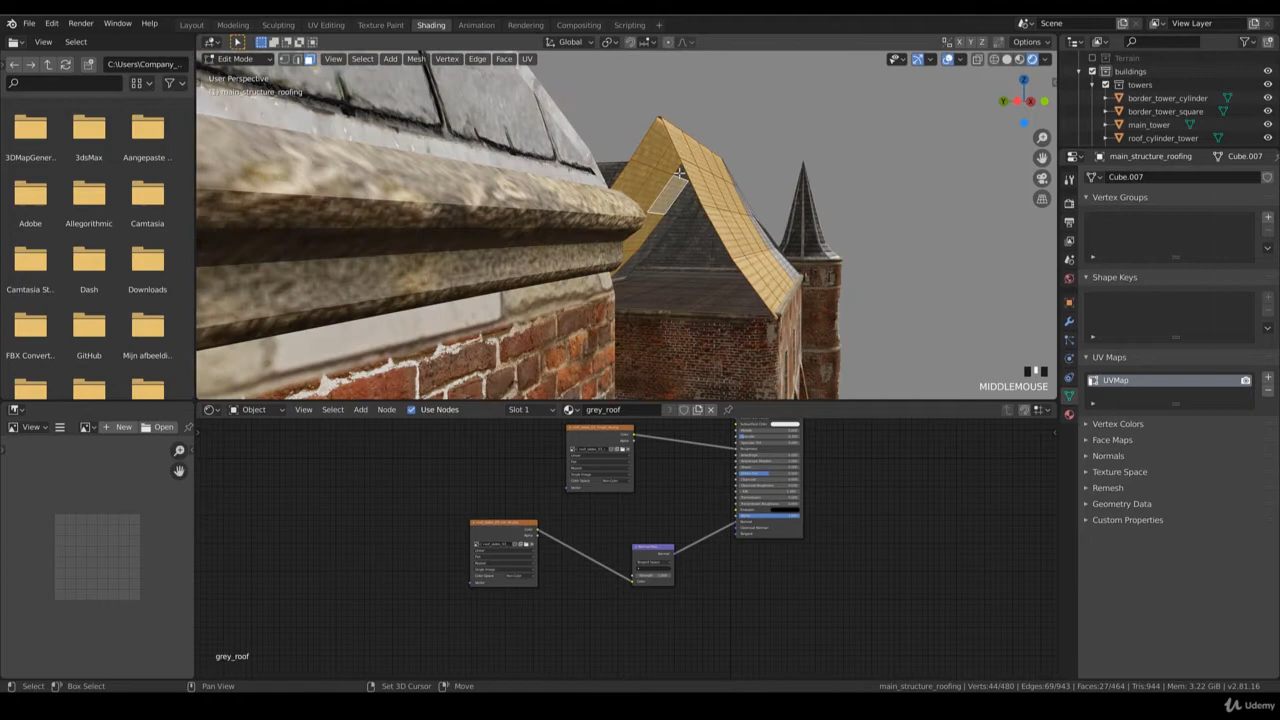 File Edit Render Window Help
Layout Modeling Sculpting UV Editing Texture Paint Shading Animation Rendering Compositing Scripting +
Scene
View Layer
View Select
Global
Options
C:\Users\Company_...
Edit Mode
View Select Add Mesh Vertex Edge Face UV
User Perspective
(1) main_structure_roofing
3DMapGener...
3dsMax
Aangepaste ...
Adobe
Allegorithmic
Camtasia
Camtasia St...
Dash
Downloads
FBX Convert...
GitHub
Mijn afbeeldi...
Z
Y
X
MIDDLEMOUSE
Terrain
buildings
towers
border_tower_cylinder
border_tower_square
main_tower
roof_cylinder_tower
main_structure_roofing
Cube.007
Cube.007
Vertex Groups
Shape Keys
UV Maps
UVMap
Vertex Colors
Face Maps
Normals
Texture Space
Remesh
Geometry Data
Custom Properties
View
New
Open
Object
View Select Add Node
Use Nodes
Slot 1
grey_roof
grey_roof
Select
Box Select
Pan View
Set 3D Cursor
Move
main_structure_roofing | Verts:44/480 | Edges:69/943 | Faces:27/464 | Tris:944 | Mem: 3.22 GiB | v2.81.16
Udemy